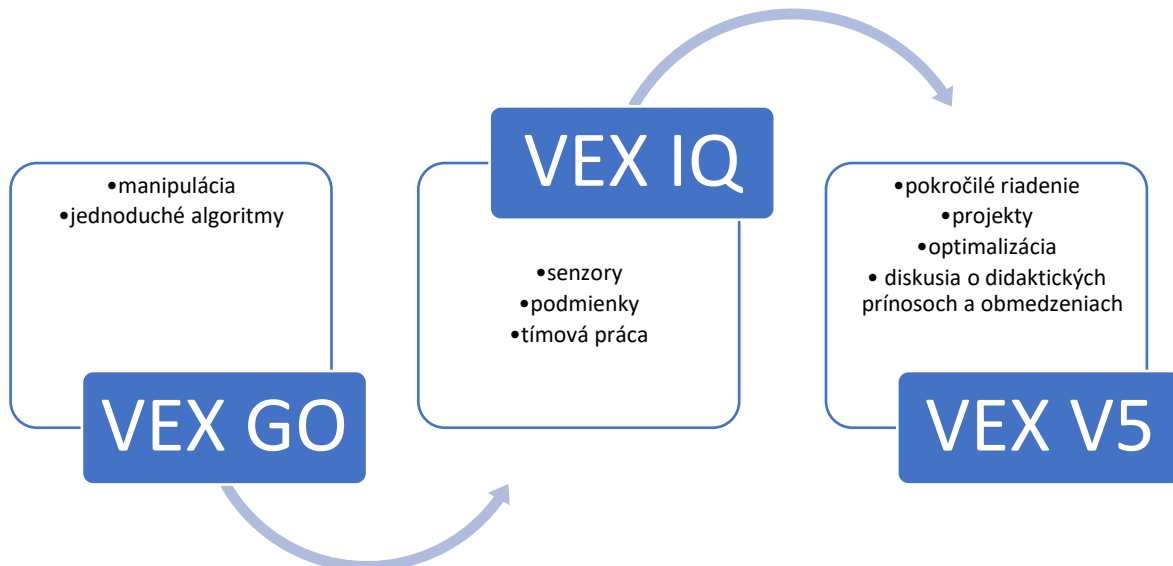 •manipulácia
•jednoduché algoritmy
VEX GO
VEX IQ
•senzory
•podmienky
•tímová práca
•pokročilé riadenie
•projekty
•optimalizácia
• diskusia o didaktických
prínosoch a obmedzeniach
VEX V5